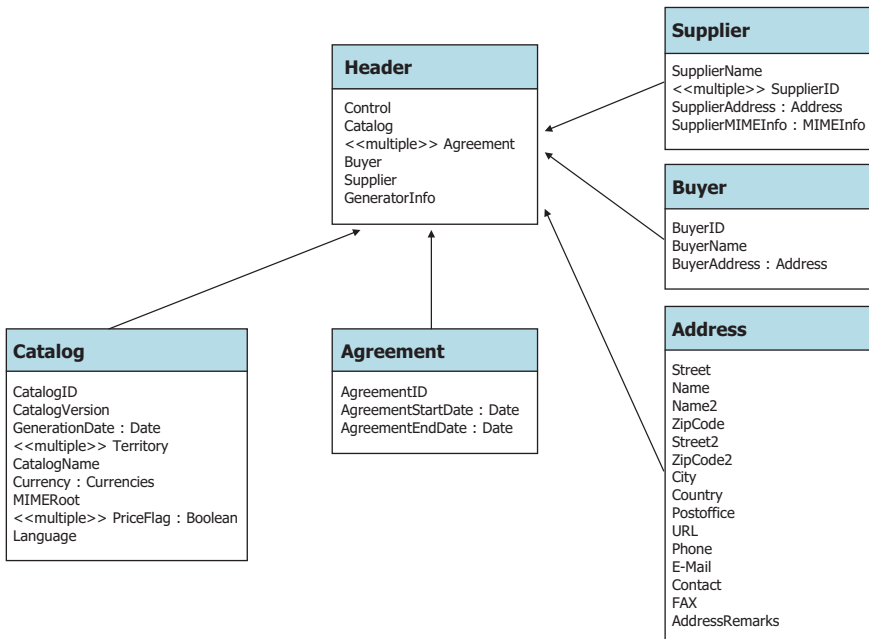 Header
Control
Catalog
<<multiple>> Agreement
Buyer
Supplier
GeneratorInfo
Supplier
SupplierName
<<multiple>> SupplierID
SupplierAddress : Address
SupplierMIMEInfo : MIMEInfo
Buyer
BuyerID
BuyerName
BuyerAddress : Address
Catalog
CatalogID
CatalogVersion
GenerationDate : Date
<<multiple>> Territory
CatalogName
Currency : Currencies
MIMERoot
<<multiple>> PriceFlag : Boolean
Language
Agreement
AgreementID
AgreementStartDate : Date
AgreementEndDate : Date
Address
Street
Name
Name2
ZipCode
Street2
ZipCode2
City
Country
Postoffice
URL
Phone
E-Mail
Contact
FAX
AddressRemarks